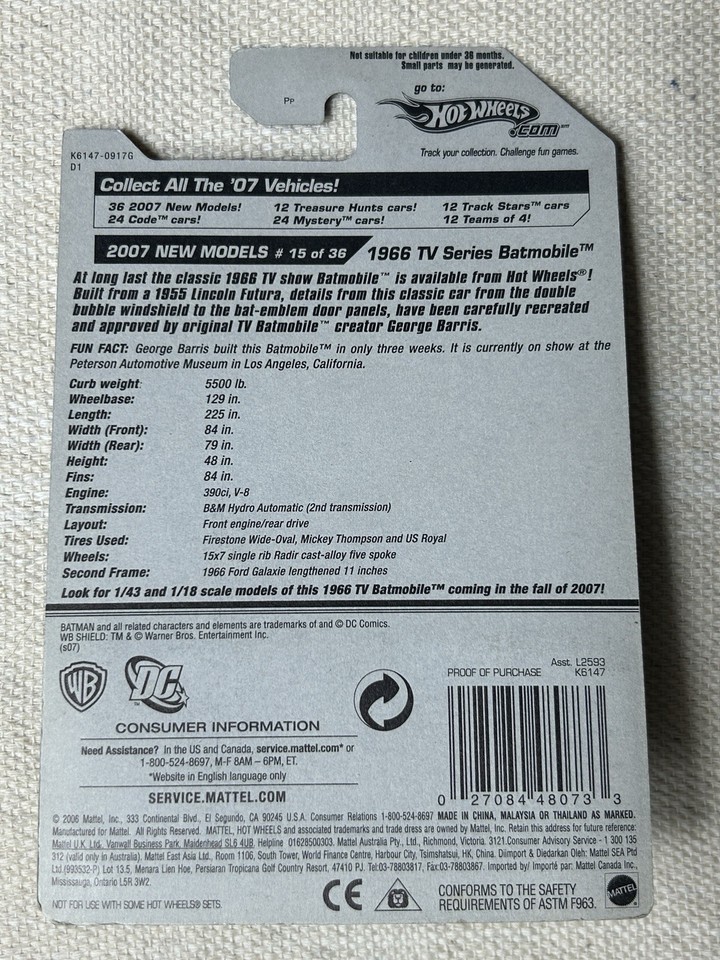 Not suitable for children under 36 months.
Small parts may be generated.
go to:
Pp
HOT WHEELS
.COM™
Track your collection. Challenge fun games.
K6147-0917G
D1
Collect All The '07 Vehicles!
36 2007 New Models! 12 Treasure Hunts cars! 12 Track Stars™ cars
24 Code™ cars! 24 Mystery™ cars! 12 Teams of 4!
2007 NEW MODELS # 15 of 36 1966 TV Series Batmobile™
At long last the classic 1966 TV show Batmobile™ is available from Hot Wheels®!
Built from a 1955 Lincoln Futura, details from this classic car from the double
bubble windshield to the bat-emblem door panels, have been carefully recreated
and approved by original TV Batmobile™ creator George Barris.
FUN FACT: George Barris built this Batmobile™ in only three weeks. It is currently on show at the
Peterson Automotive Museum in Los Angeles, California.
Curb weight: 5500 lb.
Wheelbase: 129 in.
Length: 225 in.
Width (Front): 84 in.
Width (Rear): 79 in.
Height: 48 in.
Fins: 84 in.
Engine: 390ci, V-8
Transmission: B&M Hydro Automatic (2nd transmission)
Layout: Front engine/rear drive
Tires Used: Firestone Wide-Oval, Mickey Thompson and US Royal
Wheels: 15x7 single rib Radir cast-alloy five spoke
Second Frame: 1966 Ford Galaxie lengthened 11 inches
Look for 1/43 and 1/18 scale models of this 1966 TV Batmobile™ coming in the fall of 2007!
BATMAN and all related characters and elements are trademarks of and © DC Comics.
WB SHIELD: TM & © Warner Bros. Entertainment Inc.
(s07)
WB
DC
PROOF OF PURCHASE
Asst. L2593
K6147
CONSUMER INFORMATION
Need Assistance? In the US and Canada, service.mattel.com* or
1-800-524-8697, M-F 8AM – 6PM, ET.
*Website in English language only
SERVICE.MATTEL.COM
0 27084 48073 3
© 2006 Mattel, Inc., 333 Continental Blvd., El Segundo, CA 90245 U.S.A. Consumer Relations 1-800-524-8697 MADE IN CHINA, MALAYSIA OR THAILAND AS MARKED.
Manufactured for Mattel. All Rights Reserved. MATTEL, HOT WHEELS and associated trademarks and trade dress are owned by Mattel, Inc. Retain this address for future reference:
Mattel U.K. Ltd., Vanwall Business Park, Maidenhead SL6 4UB. Helpline 01628500303. Mattel Australia Pty., Ltd., Richmond, Victoria. 3121.Consumer Advisory Service - 1 300 135
312 (valid only in Australia). Mattel East Asia Ltd., Room 1106, South Tower, World Finance Centre, Harbour City, Tsimshatsui, HK, China. Diimport & Diedarkan Oleh: Mattel SEA Ptd
Ltd.(993532-P) Lot 13.5, Menara Lien Hoe, Persiaran Tropicana Golf Country Resort, 47410 PJ. Tel:03-78803817, Fax:03-78803867. Imported by/ Importé par: Mattel Canada Inc.,
Mississauga, Ontario L5R 3W2.
NOT FOR USE WITH SOME HOT WHEELS® SETS.
CE
CONFORMS TO THE SAFETY
REQUIREMENTS OF ASTM F963.
MATTEL